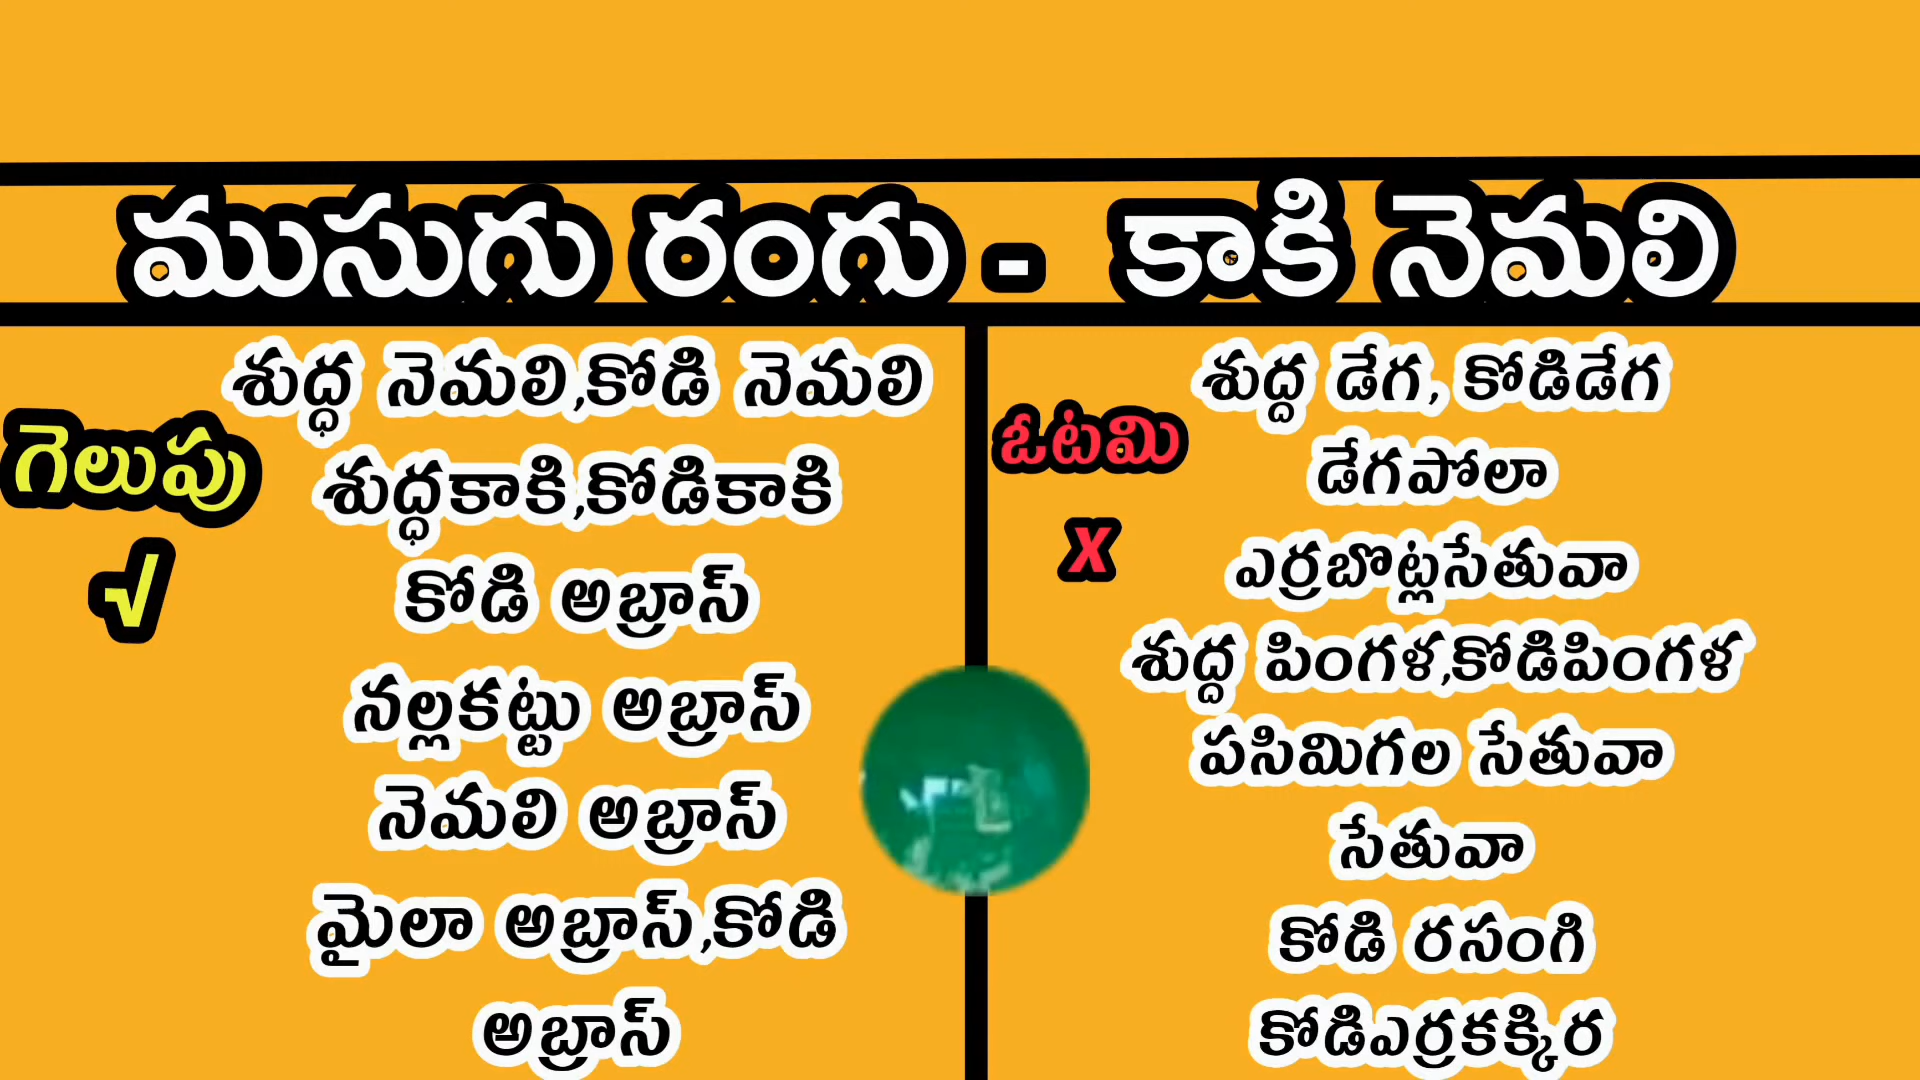 ముసుగు రంగు - కాకి నెమలి
గెలుపు
√
శుద్ధ నెమలి,కోడి నెమలి
శుద్ధకాకి,కోడికాకి
కోడి అబ్రాస్
నల్లకట్టు అబ్రాస్
నెమలి అబ్రాస్
మైలా అబ్రాస్,కోడి
అబ్రాస్
ఓటమి
x
శుద్ద డేగ, కోడిడేగ
డేగపోలా
ఎర్రబొట్లసేతువా
శుద్ద పింగళ,కోడిపింగళ
పసిమిగల సేతువా
సేతువా
కోడి రసంగి
కోడిఎర్రకక్కిర